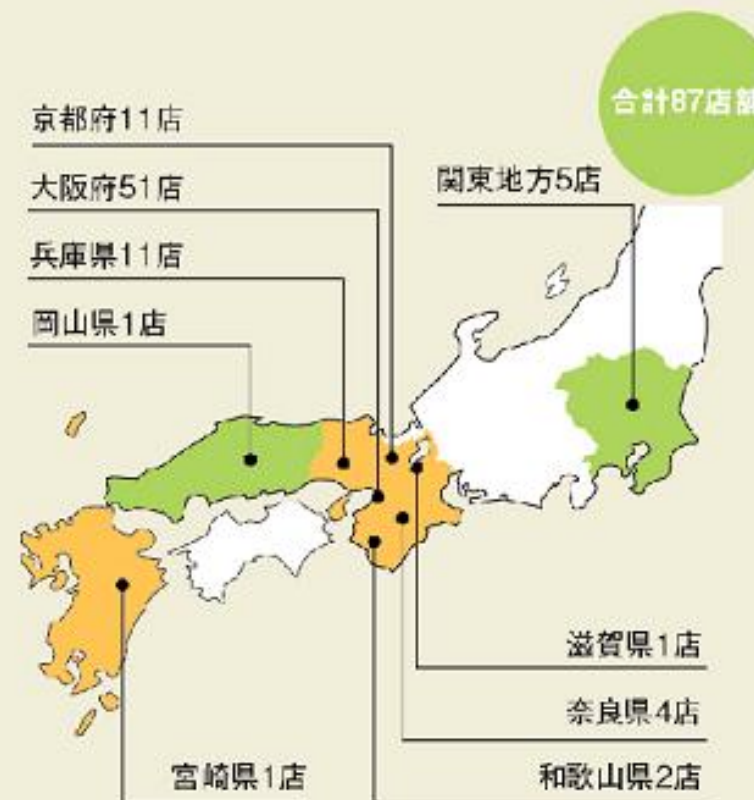 合計87店舗
京都府11店
大阪府51店
関東地方5店
兵庫県11店
岡山県1店
滋賀県1店
奈良県4店
宮崎県1店
和歌山県2店